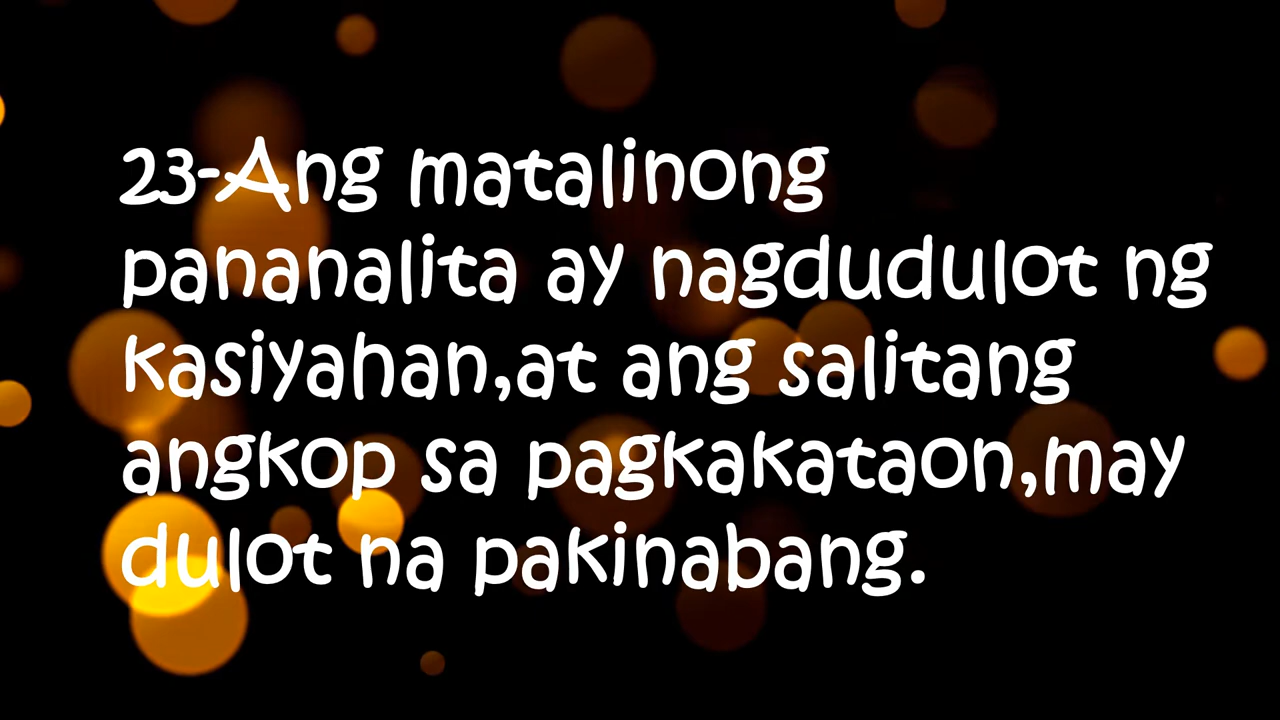 23-Ang matalinong
pananalita ay nagdudulot ng
kasiyahan,at ang salitang
angkop sa pagkakataon,may
dulot na pakinabang.